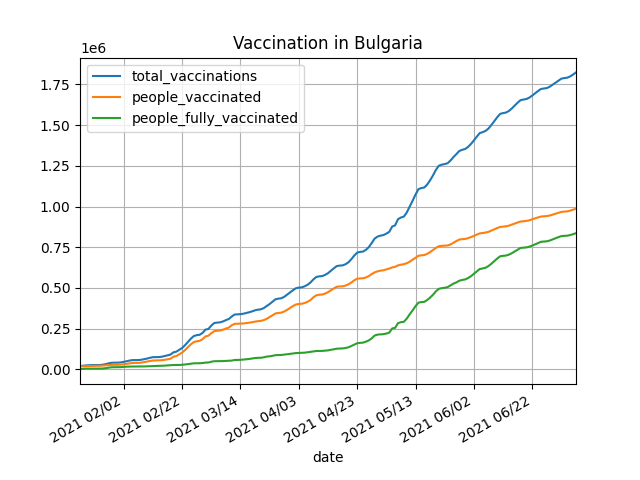 Vaccination in Bulgaria
1e6
total_vaccinations
people_vaccinated
people_fully_vaccinated
1.75
1.50
1.25
1.00
0.75
0.50
0.25
0.00
2021 02/02
2021 02/22
2021 03/14
2021 04/03
2021 04/23
2021 05/13
2021 06/02
2021 06/22
date